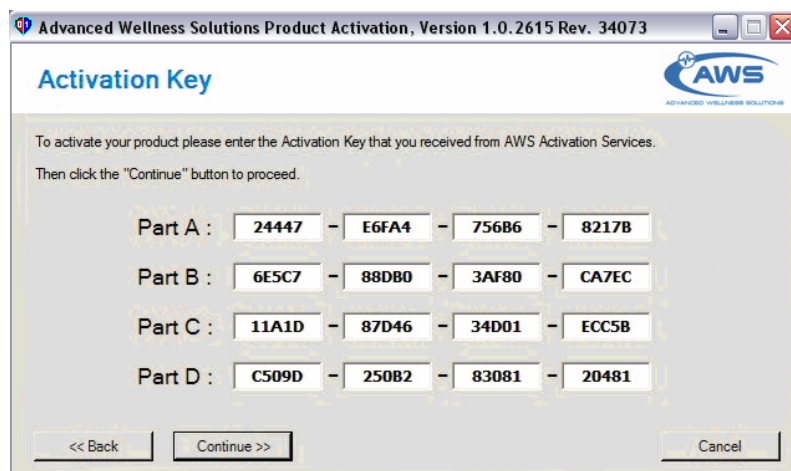 Advanced Wellness Solutions Product Activation, Version 1.0.2615 Rev. 34073
Activation Key
AWS
ADVANCED WELLNESS SOLUTIONS
To activate your product please enter the Activation Key that you received from AWS Activation Services.
Then click the "Continue" button to proceed.
Part A : 24447 - E6FA4 - 756B6 - 8217B
Part B : 6E5C7 - 88DB0 - 3AF80 - CA7EC
Part C : 11A1D - 87D46 - 34D01 - ECC5B
Part D : C509D - 250B2 - 83081 - 20481
<< Back Continue >> Cancel